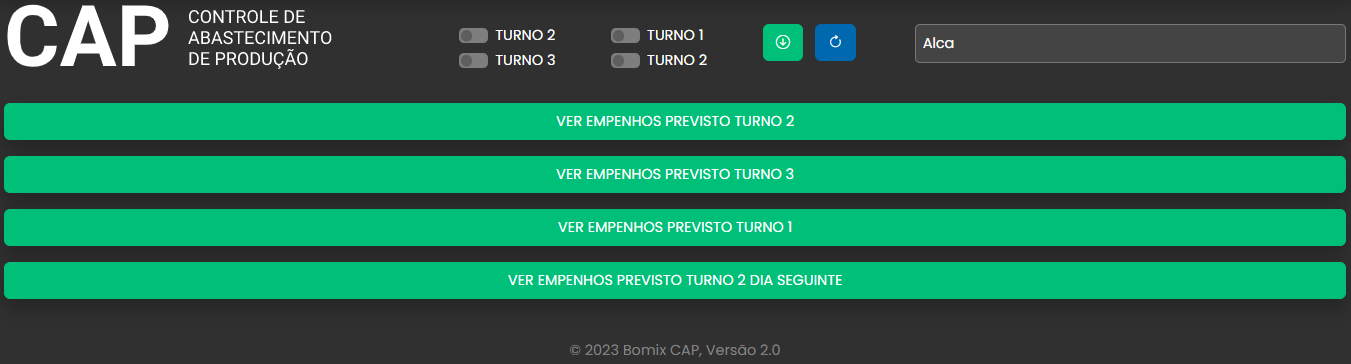 CAP
CONTROLE DE
ABASTECIMENTO
DE PRODUÇÃO
TURNO 2
TURNO 1
TURNO 3
TURNO 2
Alca
VER EMPENHOS PREVISTO TURNO 2
VER EMPENHOS PREVISTO TURNO 3
VER EMPENHOS PREVISTO TURNO 1
VER EMPENHOS PREVISTO TURNO 2 DIA SEGUINTE
© 2023 Bomix CAP, Versão 2.0